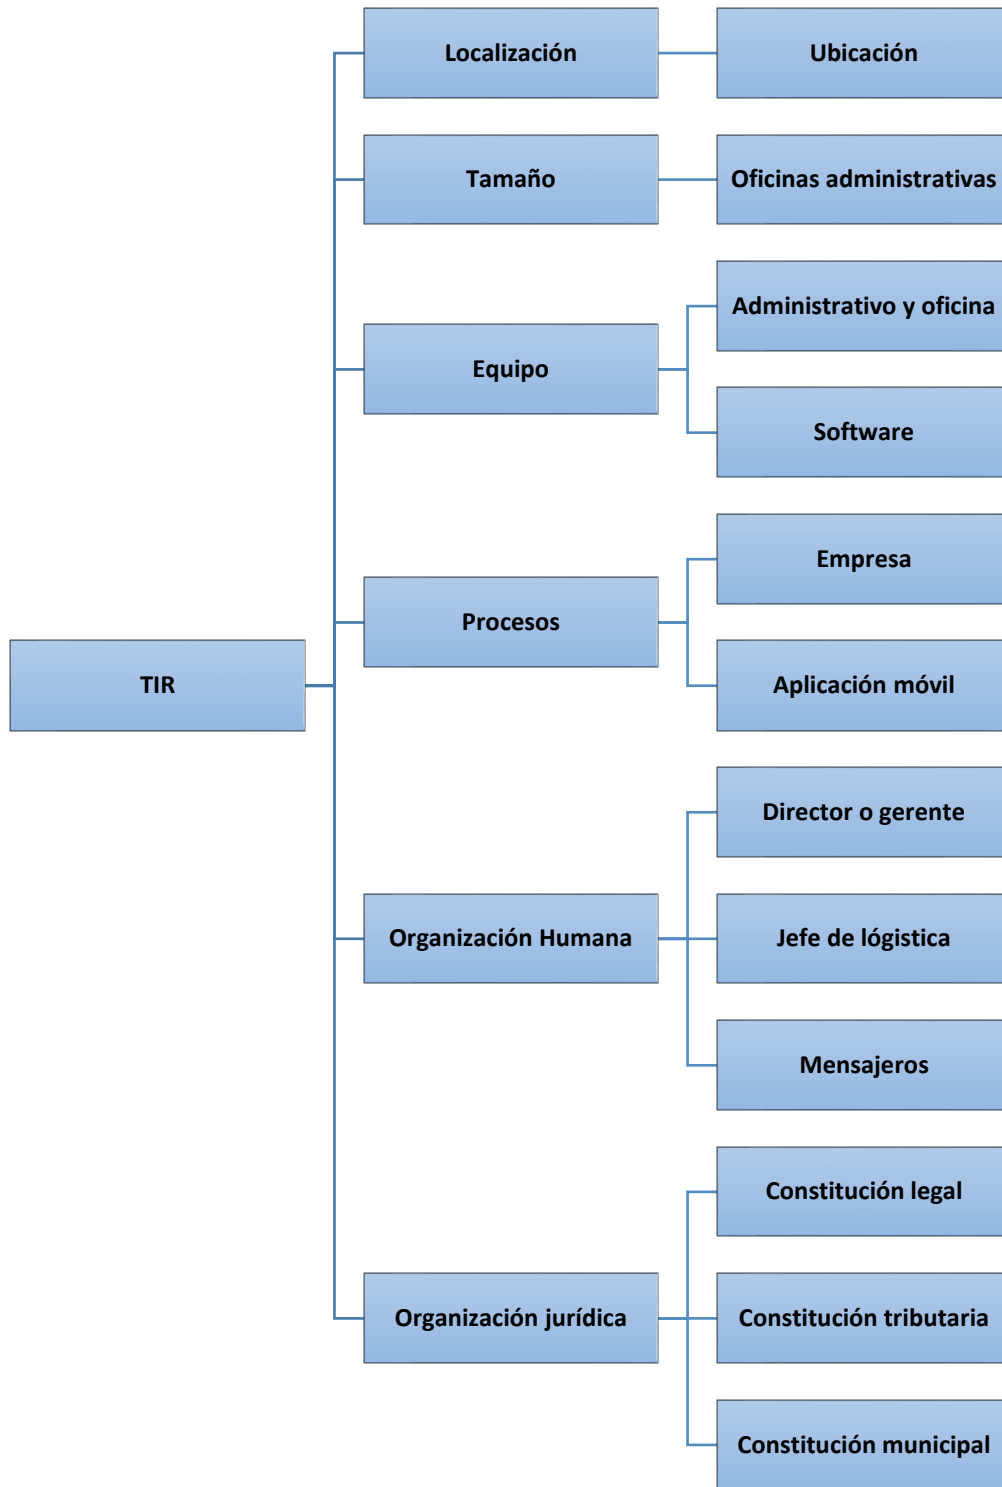 Localización
Ubicación
Tamaño
Oficinas administrativas
Administrativo y oficina
Equipo
Software
Empresa
Procesos
Aplicación móvil
TIR
Director o gerente
Organización Humana
Jefe de lógistica
Mensajeros
Constitución legal
Organización jurídica
Constitución tributaria
Constitución municipal